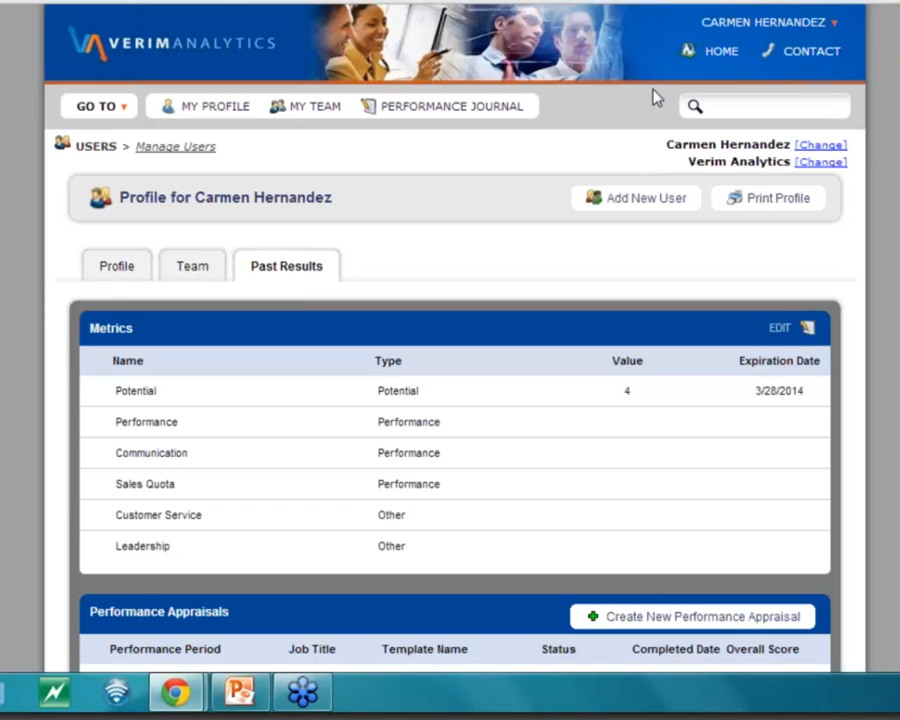 VERIMANALYTICS
CARMEN HERNANDEZ
HOME CONTACT
GO TO MY PROFILE MY TEAM PERFORMANCE JOURNAL
USERS > Manage Users
Carmen Hernandez [Change]
Verim Analytics [Change]
Profile for Carmen Hernandez
Add New User Print Profile
Profile Team Past Results
Metrics EDIT
Name Type Value Expiration Date
Potential Potential 4 3/28/2014
Performance Performance
Communication Performance
Sales Quota Performance
Customer Service Other
Leadership Other
Performance Appraisals Create New Performance Appraisal
Performance Period Job Title Template Name Status Completed Date Overall Score